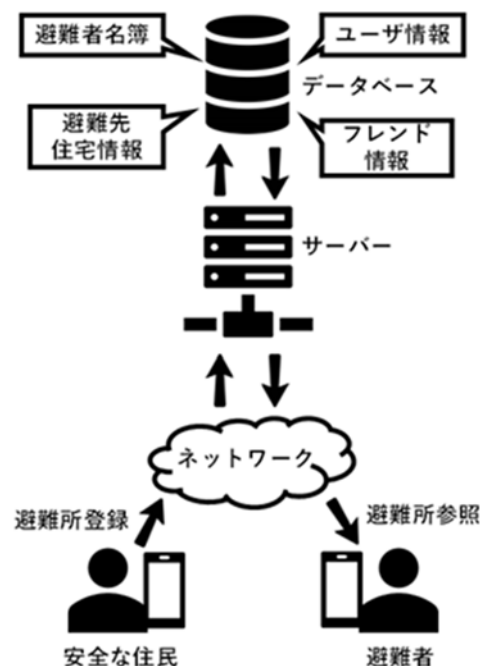 避難者名簿
ユーザ情報
データベース
避難先
住宅情報
フレンド
情報
サーバー
ネットワーク
避難所登録
避難所参照
安全な住民
避難者